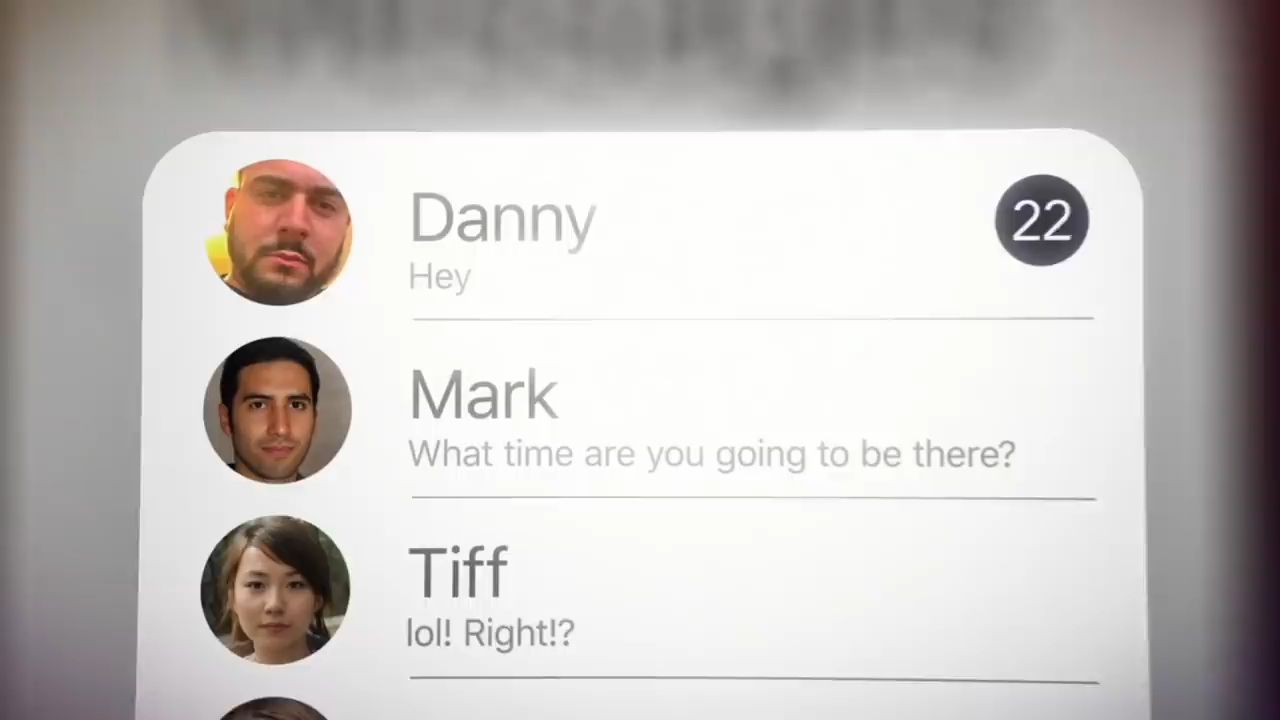 Danny
22
Hey
Mark
What time are you going to be there?
Tiff
lol! Right!?